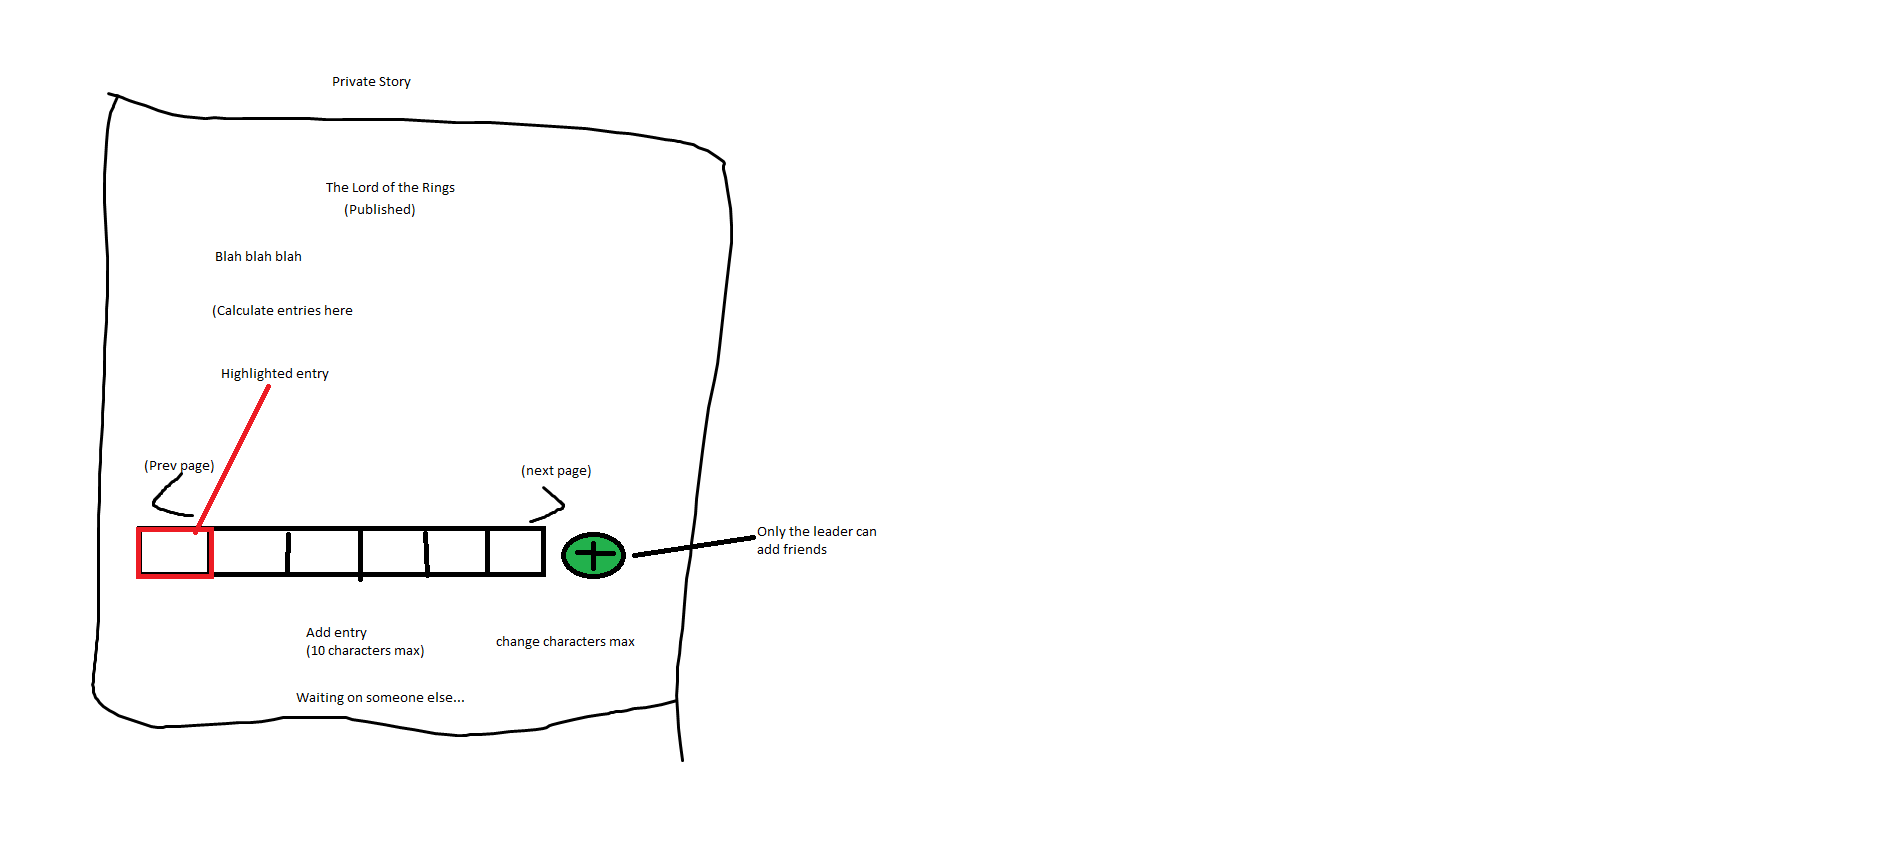 Private Story
The Lord of the Rings
(Published)
Blah blah blah
(Calculate entries here
Highlighted entry
(Prev page)
(next page)
Only the leader can
add friends
Add entry
(10 characters max)
change characters max
Waiting on someone else...